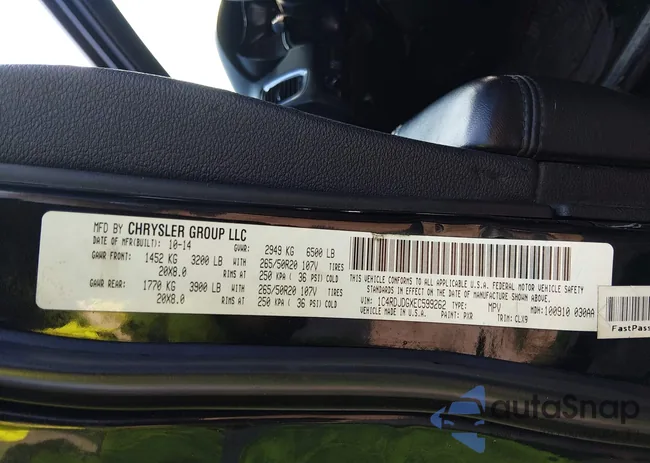 MFD BY CHRYSLER GROUP LLC
DATE OF MFR(BUILT): 10-14 GVWR: 2949 KG 6500 LB
GAWR FRONT: 1452 KG 3200 LB WITH 265/50R20 107V TIRES
20X8.0 RIMS AT 250 KPA ( 36 PSI) COLD
GAWR REAR: 1770 KG 3900 LB WITH 265/50R20 107V TIRES
20X8.0 RIMS AT 250 KPA ( 36 PSI) COLD
THIS VEHICLE CONFORMS TO ALL APPLICABLE U.S.A. FEDERAL MOTOR VEHICLE SAFETY
STANDARDS IN EFFECT ON THE DATE OF MANUFACTURE SHOWN ABOVE.
VIN: 1C4RDJDGXEC599262 TYPE: MPV MDH: 100910 030AA
VEHICLE MADE IN U.S.A. PAINT: PXR TRIM: CLX9
FastPass
autoSnap